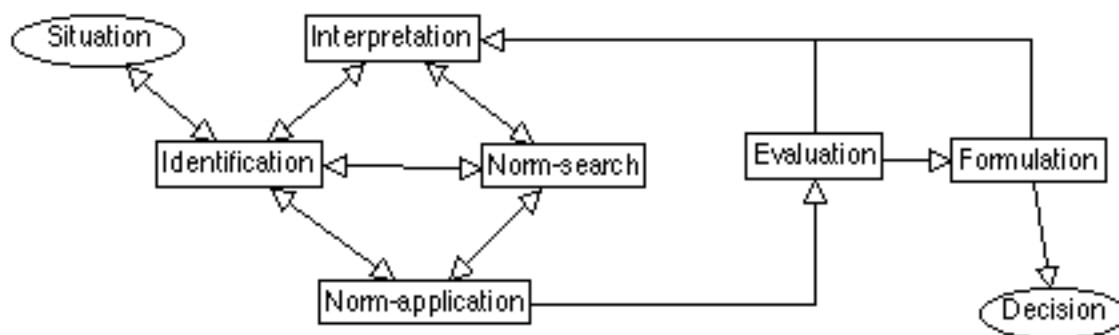 Situation
Interpretation
Identification
Norm-search
Evaluation
Formulation
Norm-application
Decision